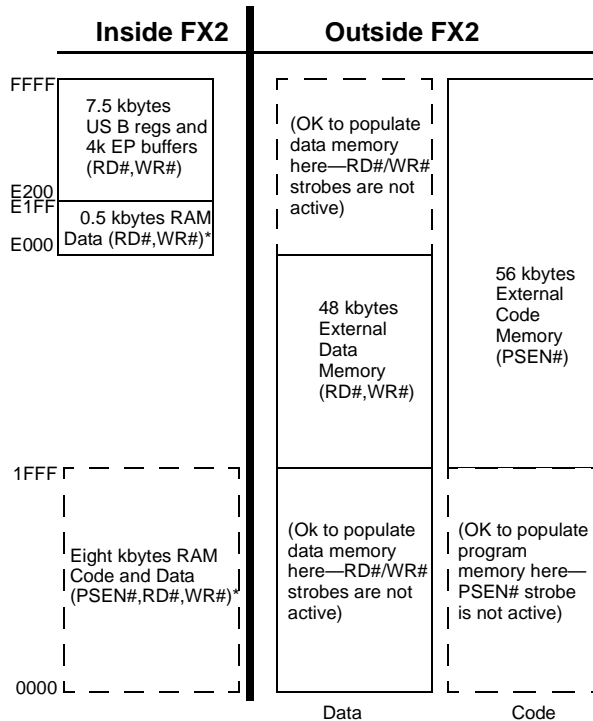 Inside FX2
Outside FX2
FFFF
7.5 kbytes
US B regs and
4k EP buffers
(RD#,WR#)
E200
E1FF
0.5 kbytes RAM
Data (RD#,WR#)*
E000
(OK to populate
data memory
here—RD#/WR#
strobes are not
active)
48 kbytes
External
Data
Memory
(RD#,WR#)
56 kbytes
External
Code
Memory
(PSEN#)
1FFF
Eight kbytes RAM
Code and Data
(PSEN#,RD#,WR#)*
(Ok to populate
data memory
here—RD#/WR#
strobes are not
active)
(OK to populate
program
memory here—
PSEN# strobe
is not active)
0000
Data
Code